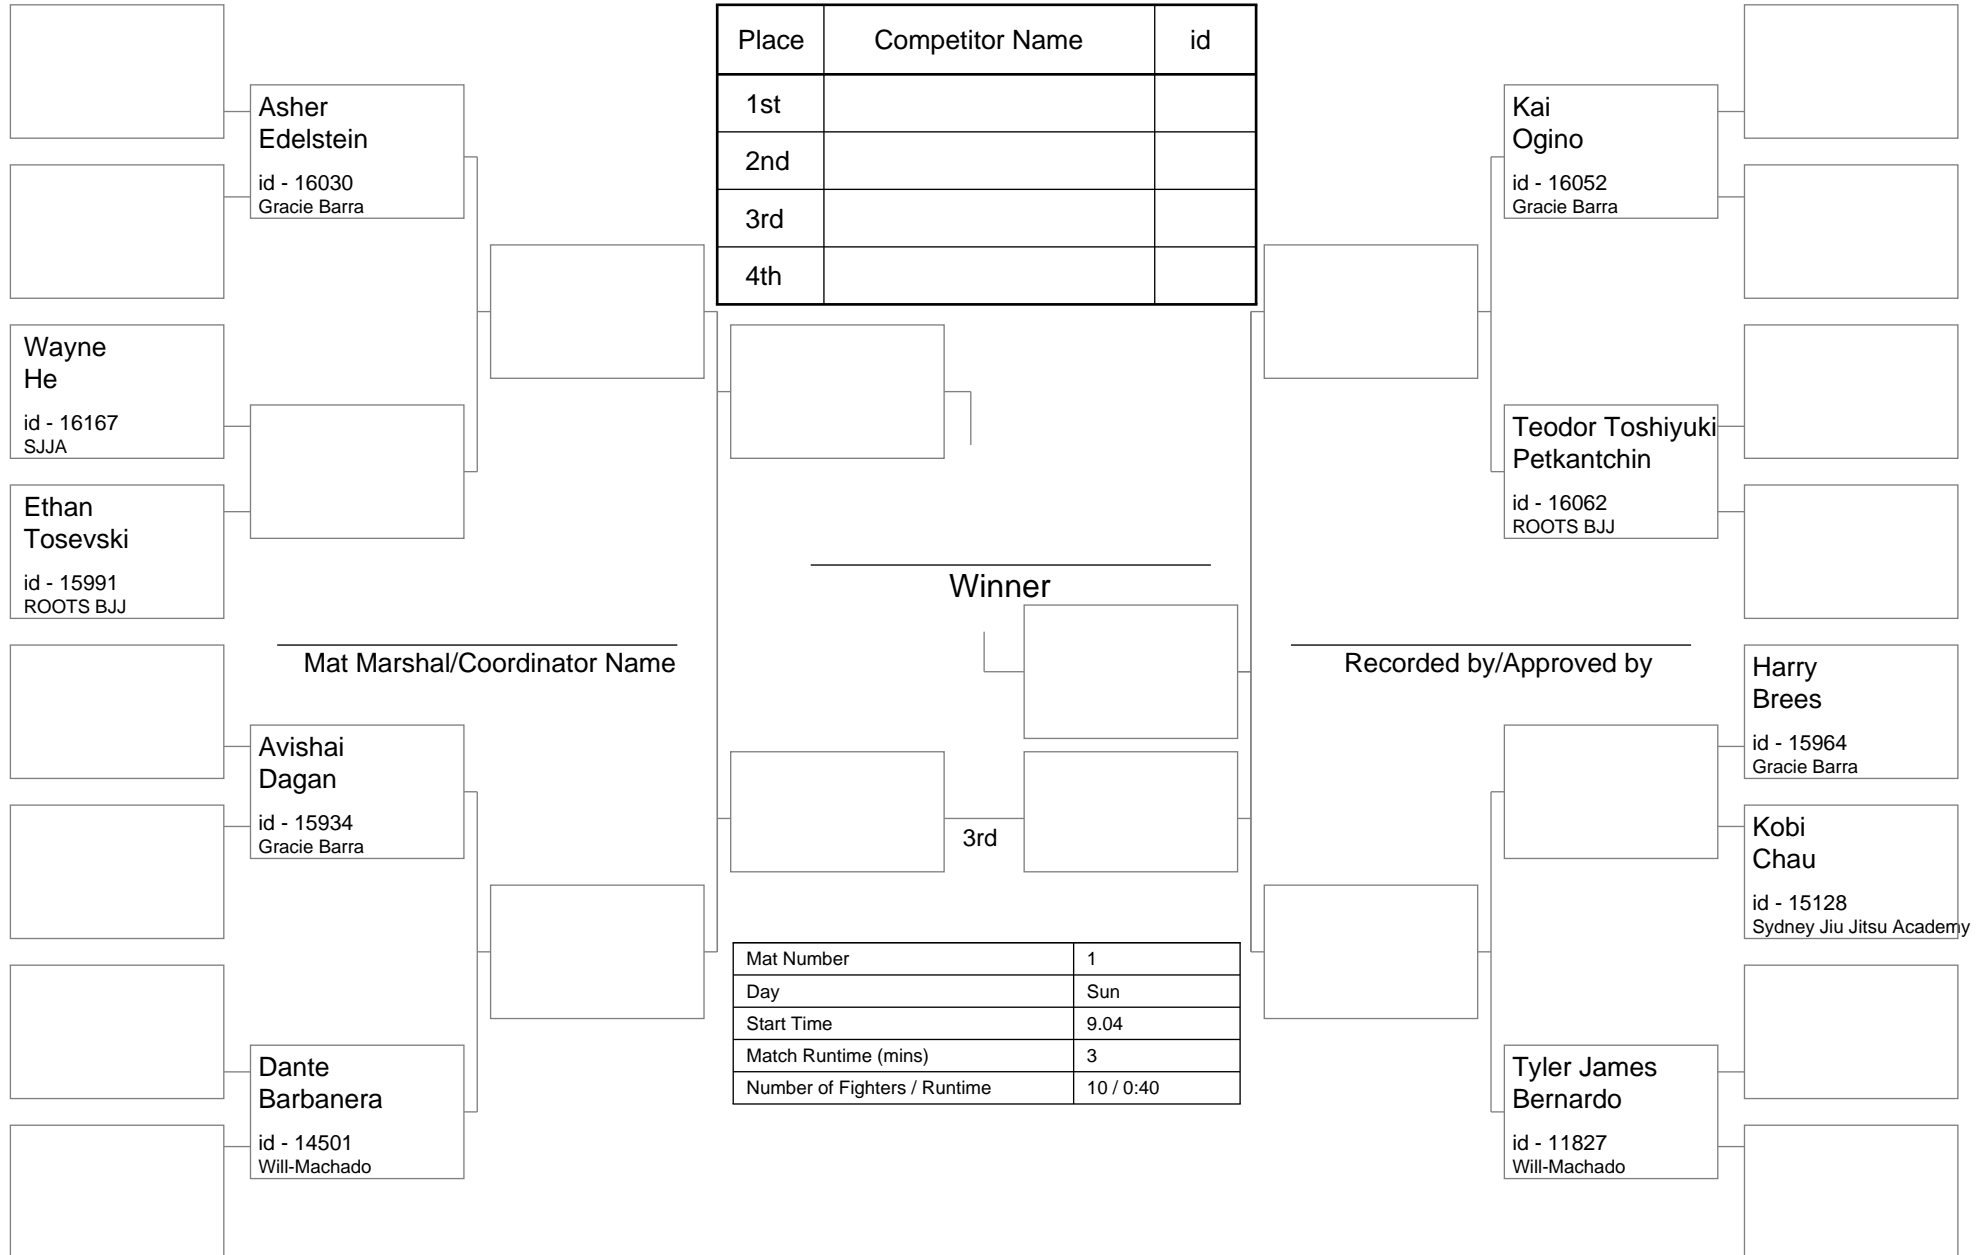 Place Competitor Name id
1st
2nd
3rd
4th
Asher
Edelstein
id - 16030
Gracie Barra
Wayne
He
id - 16167
SJJA
Ethan
Tosevski
id - 15991
ROOTS BJJ
Mat Marshal/Coordinator Name
Avishai
Dagan
id - 15934
Gracie Barra
Dante
Barbanera
id - 14501
Will-Machado
Winner
3rd
Mat Number 1
Day Sun
Start Time 9.04
Match Runtime (mins) 3
Number of Fighters / Runtime 10 / 0:40
Kai
Ogino
id - 16052
Gracie Barra
Teodor Toshiyuki
Petkantchin
id - 16062
ROOTS BJJ
Recorded by/Approved by
Harry
Brees
id - 15964
Gracie Barra
Kobi
Chau
id - 15128
Sydney Jiu Jitsu Academy
Tyler James
Bernardo
id - 11827
Will-Machado